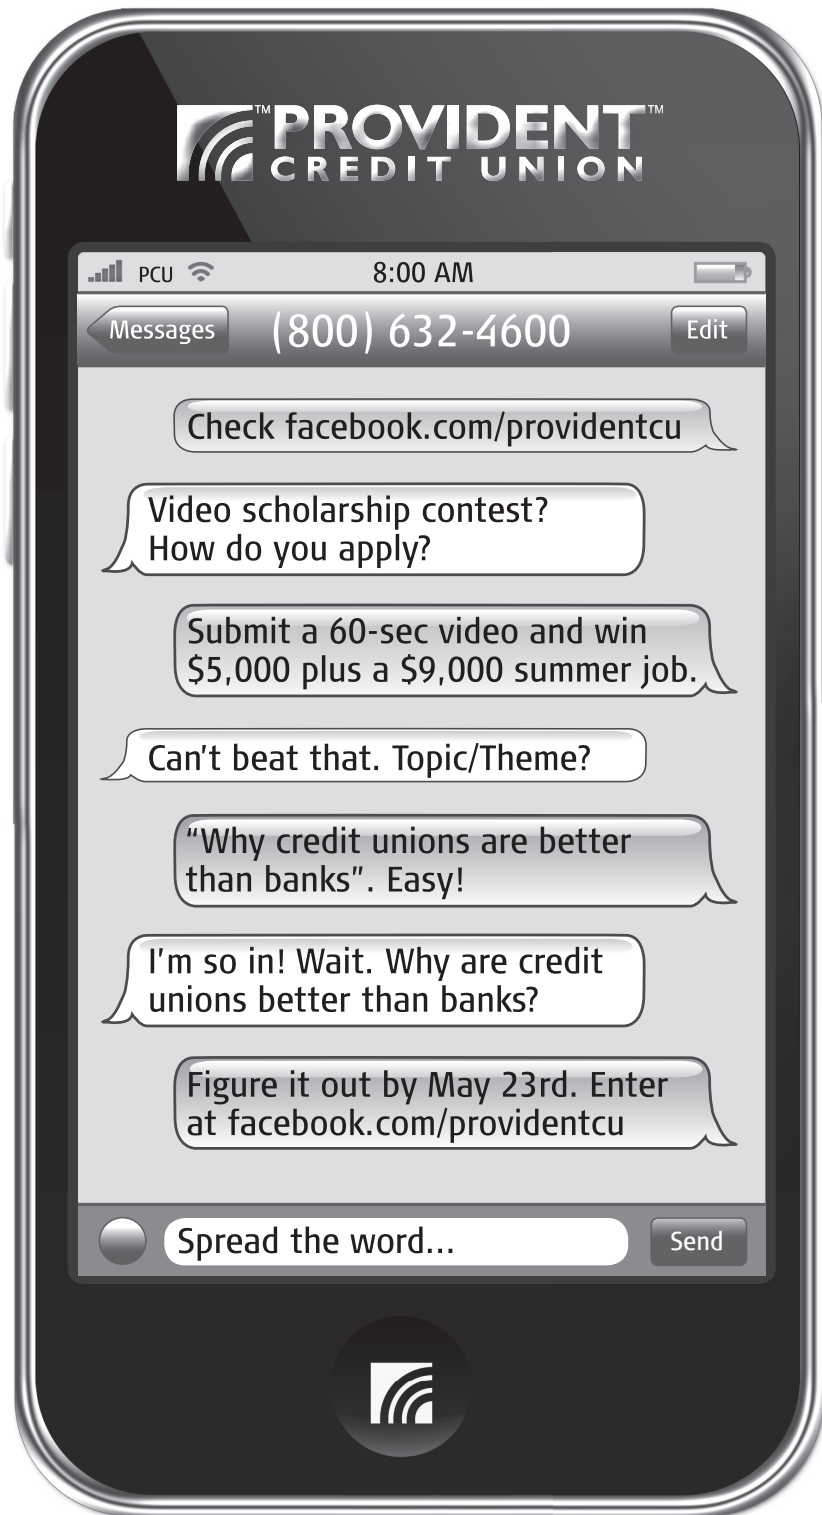 ™PROVIDENT™
CREDIT UNION
PCU 8:00 AM
Messages (800) 632-4600 Edit
Check facebook.com/providentcu
Video scholarship contest?
How do you apply?
Submit a 60-sec video and win
$5,000 plus a $9,000 summer job.
Can't beat that. Topic/Theme?
“Why credit unions are better
than banks”. Easy!
I'm so in! Wait. Why are credit
unions better than banks?
Figure it out by May 23rd. Enter
at facebook.com/providentcu
Spread the word... Send